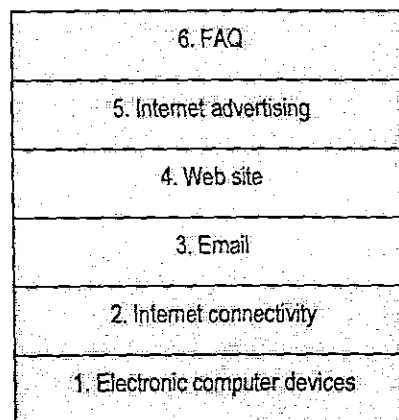 6. FAQ
5. Internet advertising
4. Web site
3. Email
2. Internet connectivity
1. Electronic computer devices